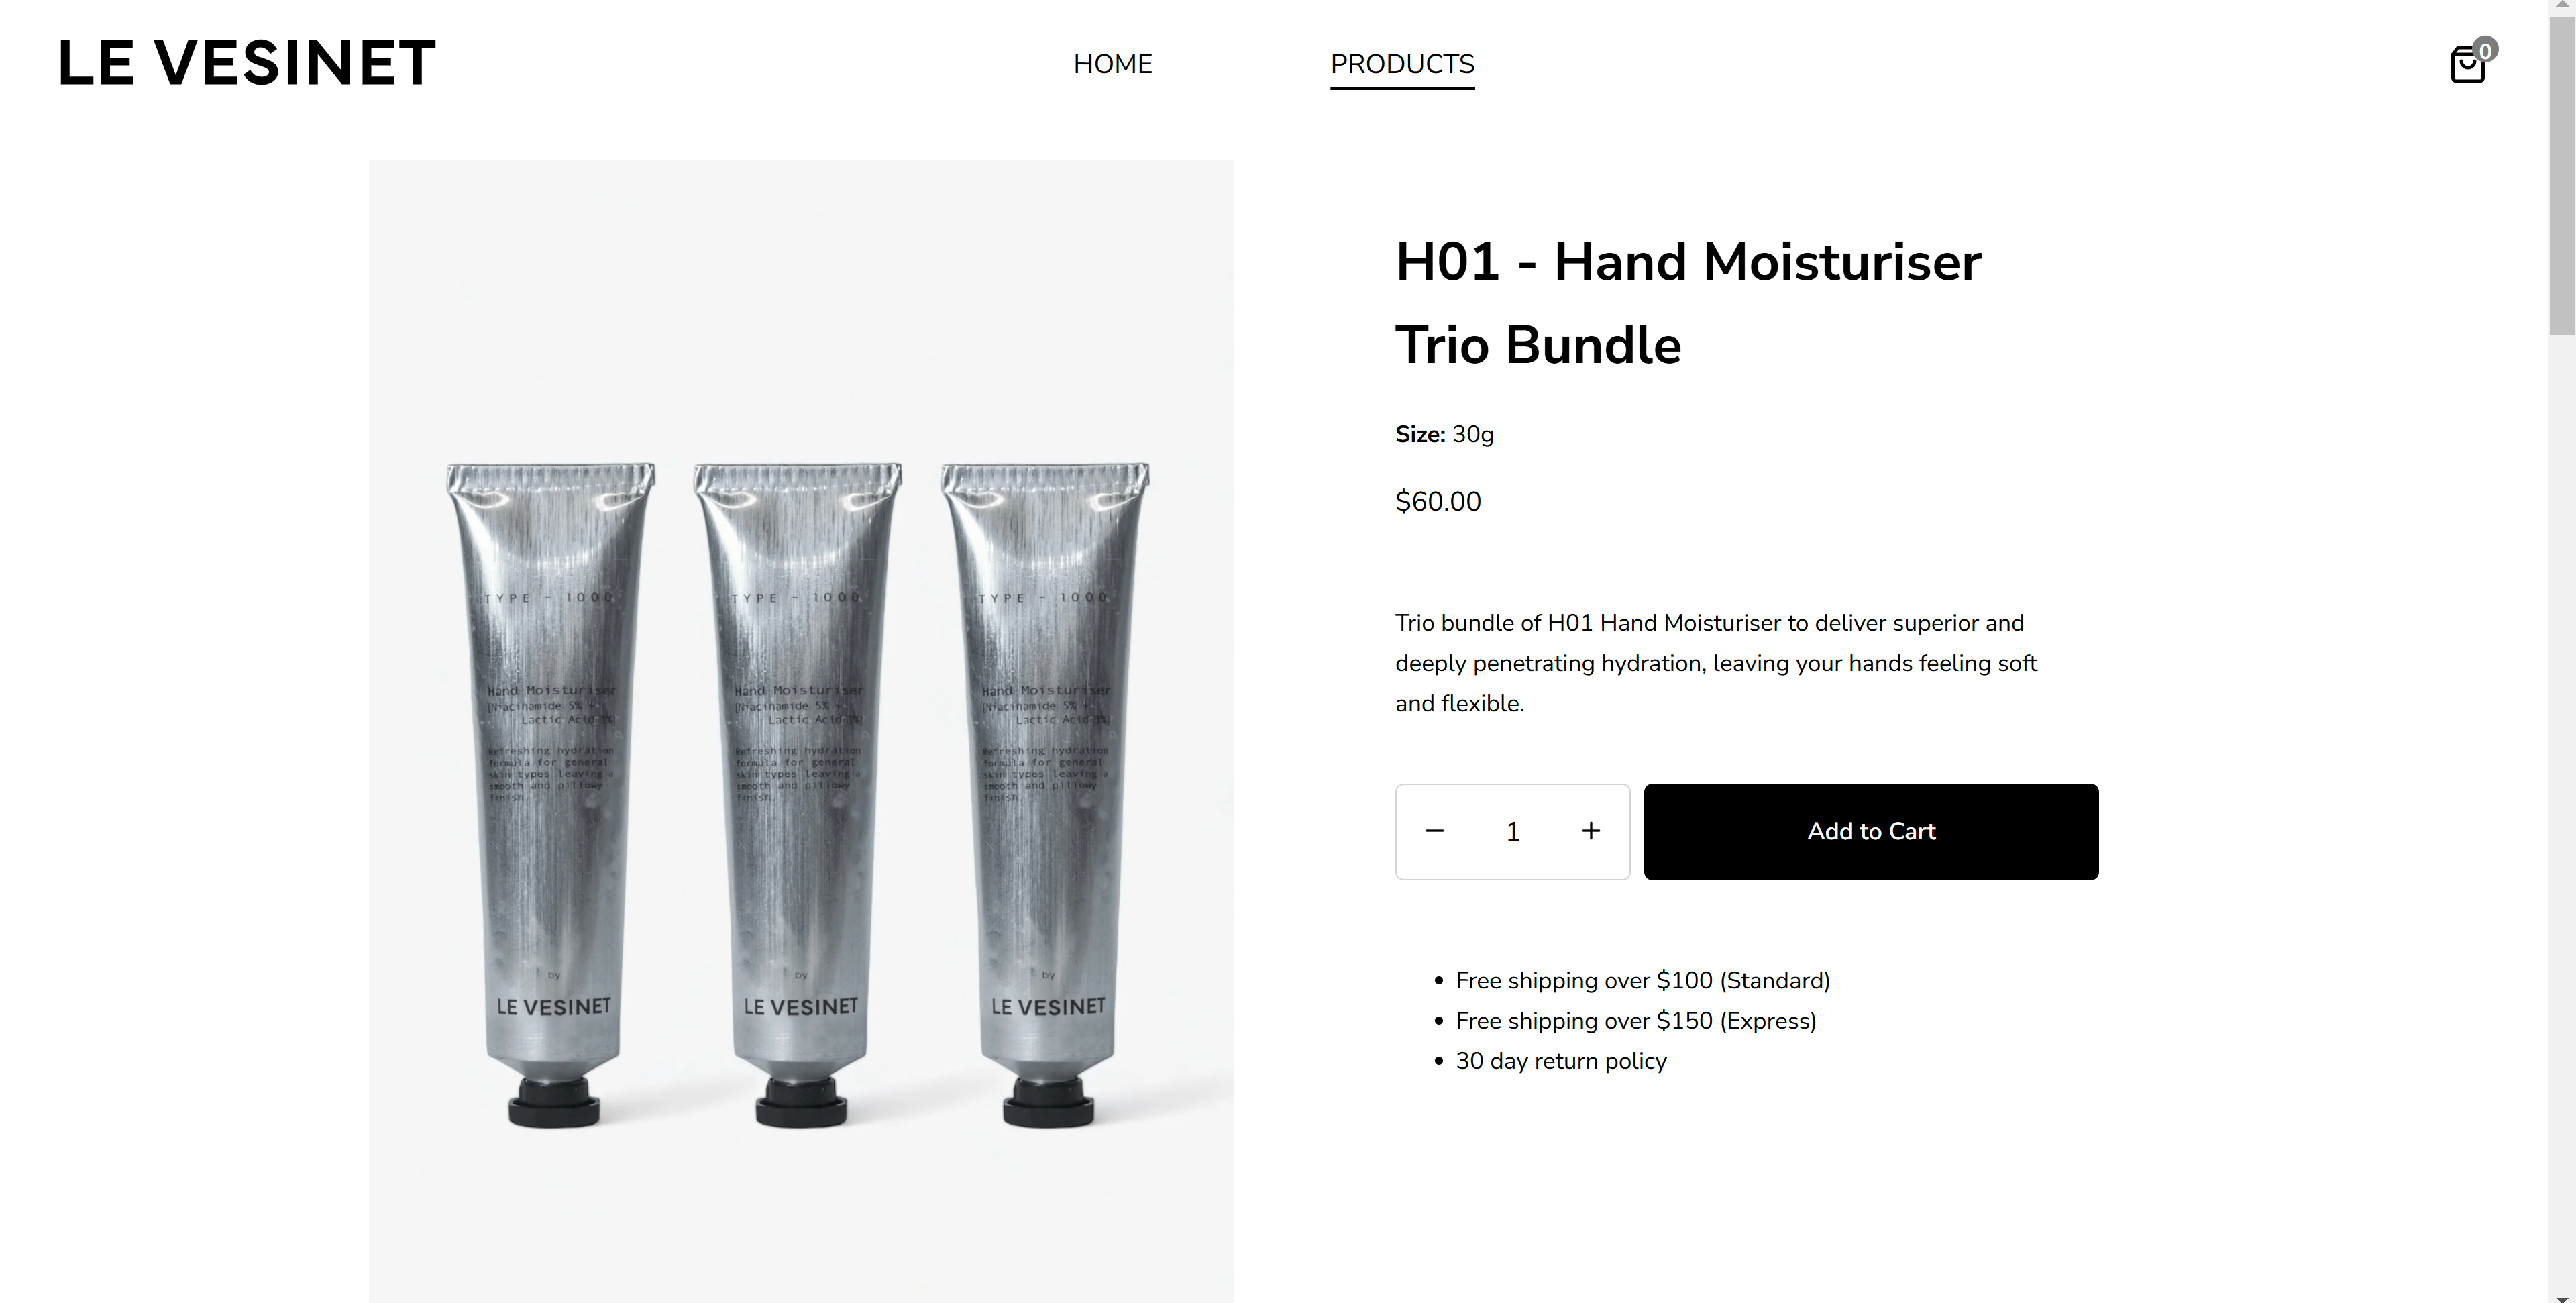 LE VESINET
HOME
PRODUCTS
0
H01 - Hand Moisturiser
Trio Bundle
Size: 30g
$60.00
Trio bundle of H01 Hand Moisturiser to deliver superior and
deeply penetrating hydration, leaving your hands feeling soft
and flexible.
1
Add to Cart
Free shipping over $100 (Standard)
Free shipping over $150 (Express)
30 day return policy
TYPE - 1000
Hand Moisturiser
[Niacinamide 5% +
Lactic Acid 3%]
Refreshing hydration
formula for general
skin types leaving a
smooth and pillowy
finish.
by
LE VESINET
TYPE - 1000
Hand Moisturiser
[Niacinamide 5% +
Lactic Acid 3%]
Refreshing hydration
formula for general
skin types leaving a
smooth and pillowy
finish.
by
LE VESINET
TYPE - 1000
Hand Moisturiser
[Niacinamide 5% +
Lactic Acid 3%]
Refreshing hydration
formula for general
skin types leaving a
smooth and pillowy
finish.
by
LE VESINET